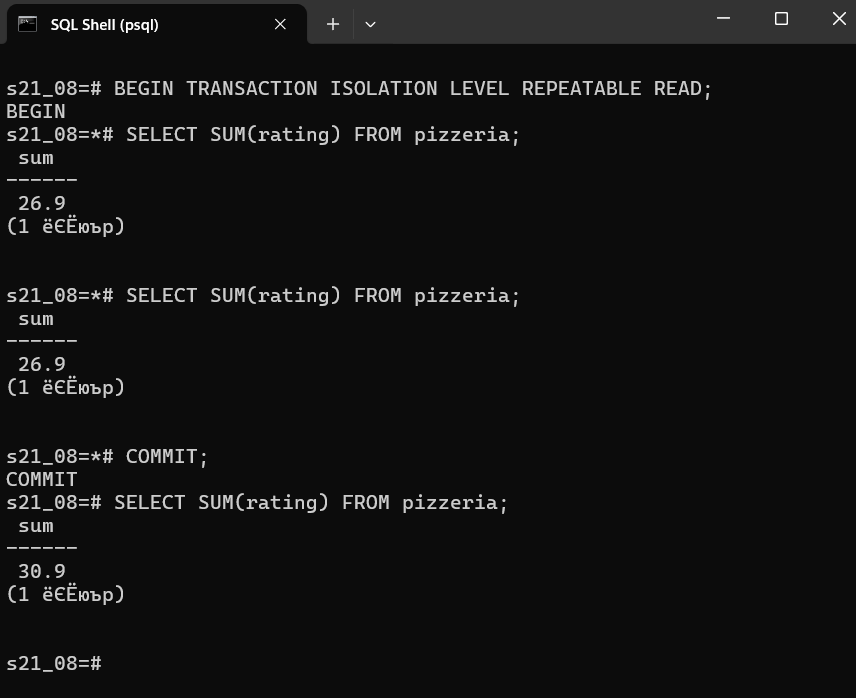 SQL Shell (psql)
s21_08=# BEGIN TRANSACTION ISOLATION LEVEL REPEATABLE READ;
BEGIN
s21_08=*# SELECT SUM(rating) FROM pizzeria;
sum
------
26.9
(1 ёЄЁюър)
s21_08=*# SELECT SUM(rating) FROM pizzeria;
sum
------
26.9
(1 ёЄЁюър)
s21_08=*# COMMIT;
COMMIT
s21_08=# SELECT SUM(rating) FROM pizzeria;
sum
------
30.9
(1 ёЄЁюър)
s21_08=#